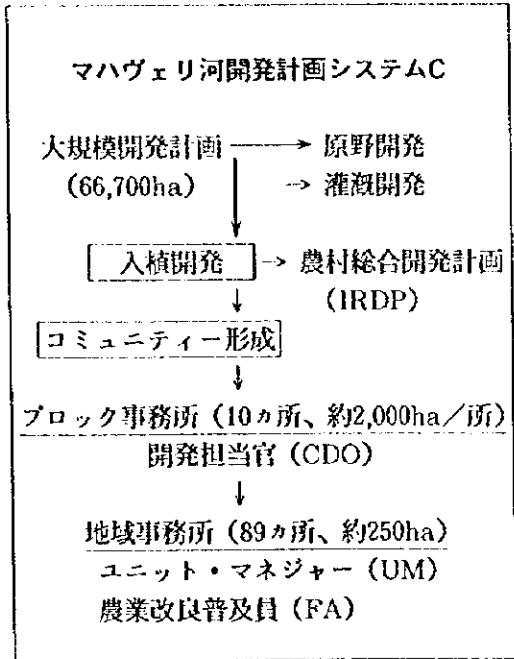 マハヴェリ河開発計画システムC
大規模開発計画 → 原野開発
(66,700ha) → 灌漑開発
入植開発 → 農村総合開発計画
↓ (IRDP)
コミュニティー形成
↓
ブロック事務所 (10ヵ所、約2,000ha/所)
開発担当官 (CDO)
↓
地域事務所 (89ヵ所、約250ha)
ユニット・マネジャー (UM)
農業改良普及員 (FA)